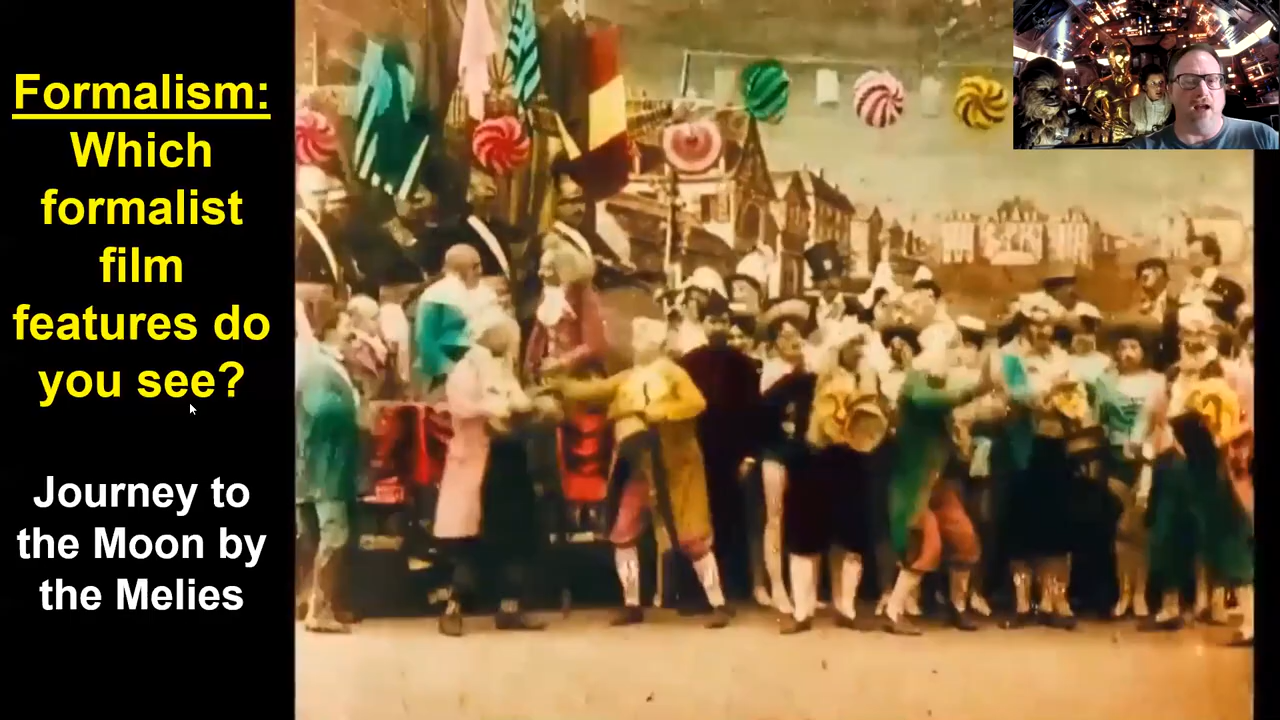 Formalism:
Which
formalist
film
features do
you see?
Journey to
the Moon by
the Melies